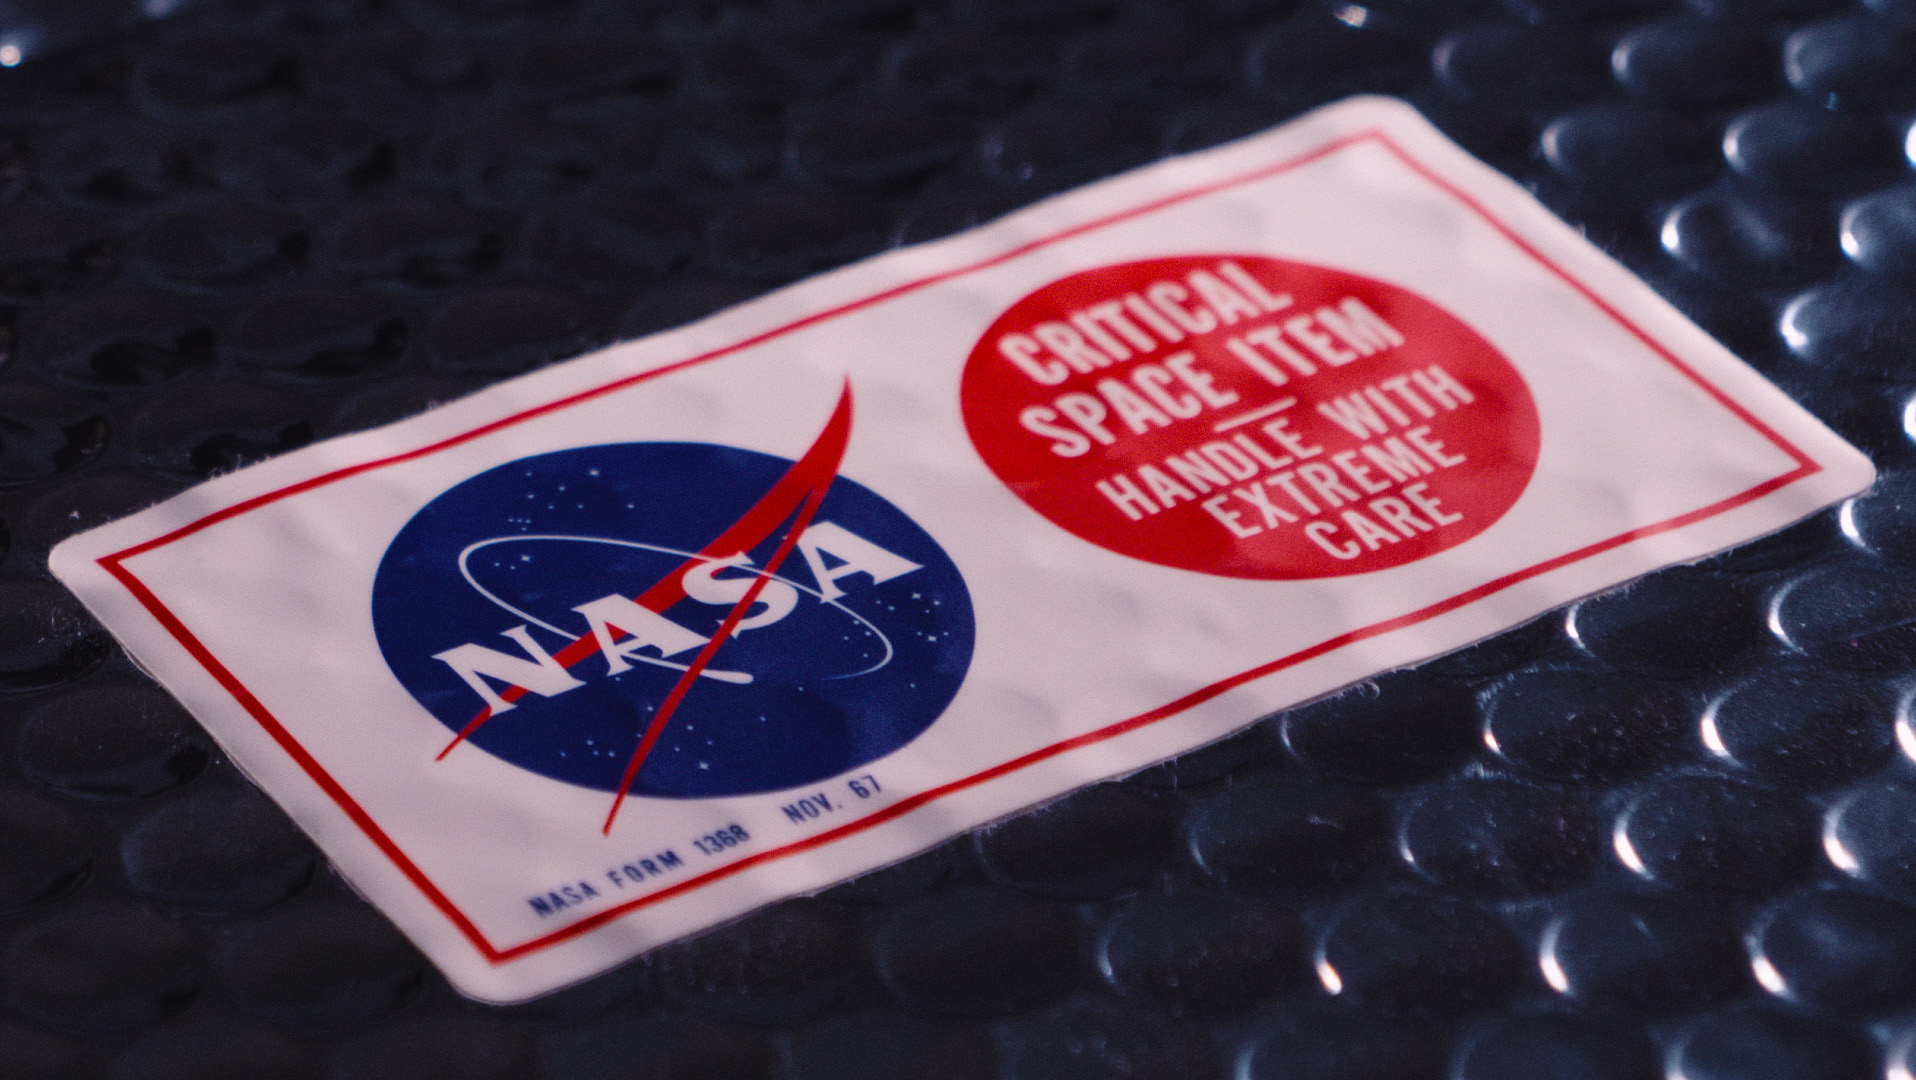 NASA
NASA FORM 1368 NOV. 67
CRITICAL
SPACE ITEM
HANDLE WITH
EXTREME
CARE